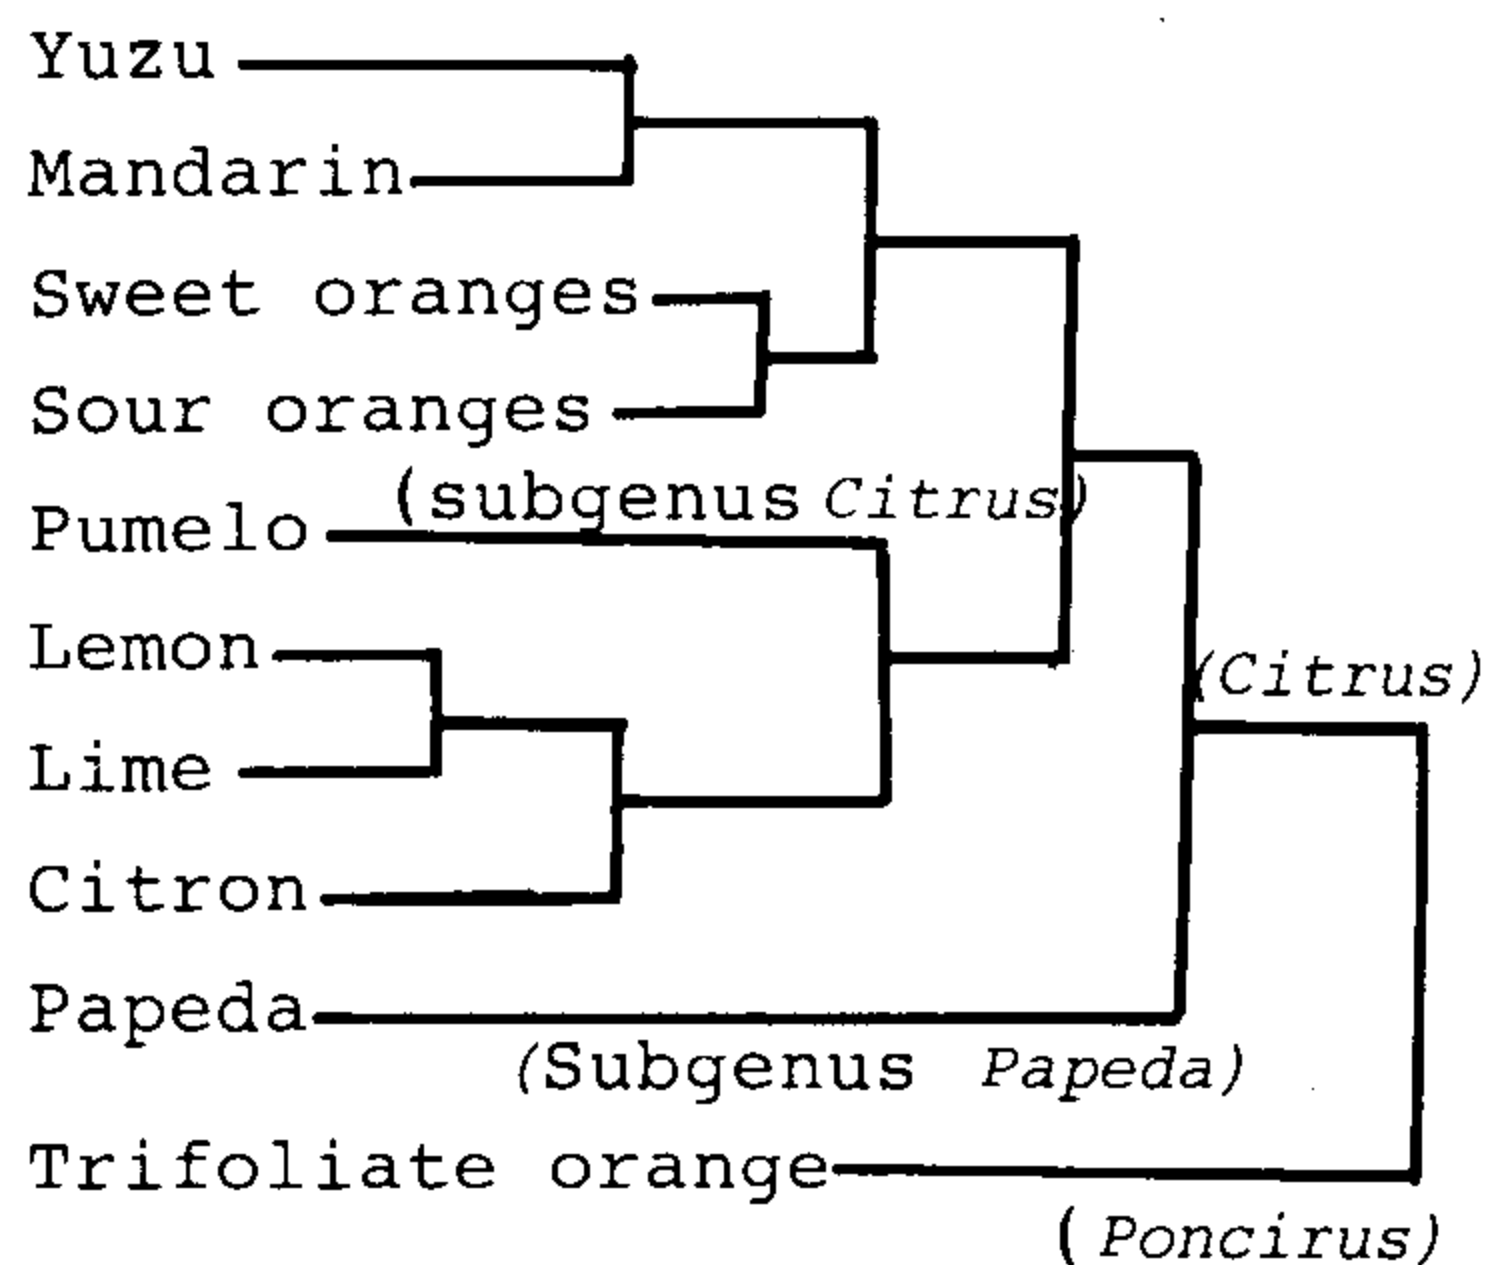 Yuzu
Mandarin
Sweet oranges
Sour oranges
(subgenus Citrus)
Pumelo
Lemon
(Citrus)
Lime
Citron
Papeda
(Subgenus Papeda)
Trifoliate orange
(Poncirus)